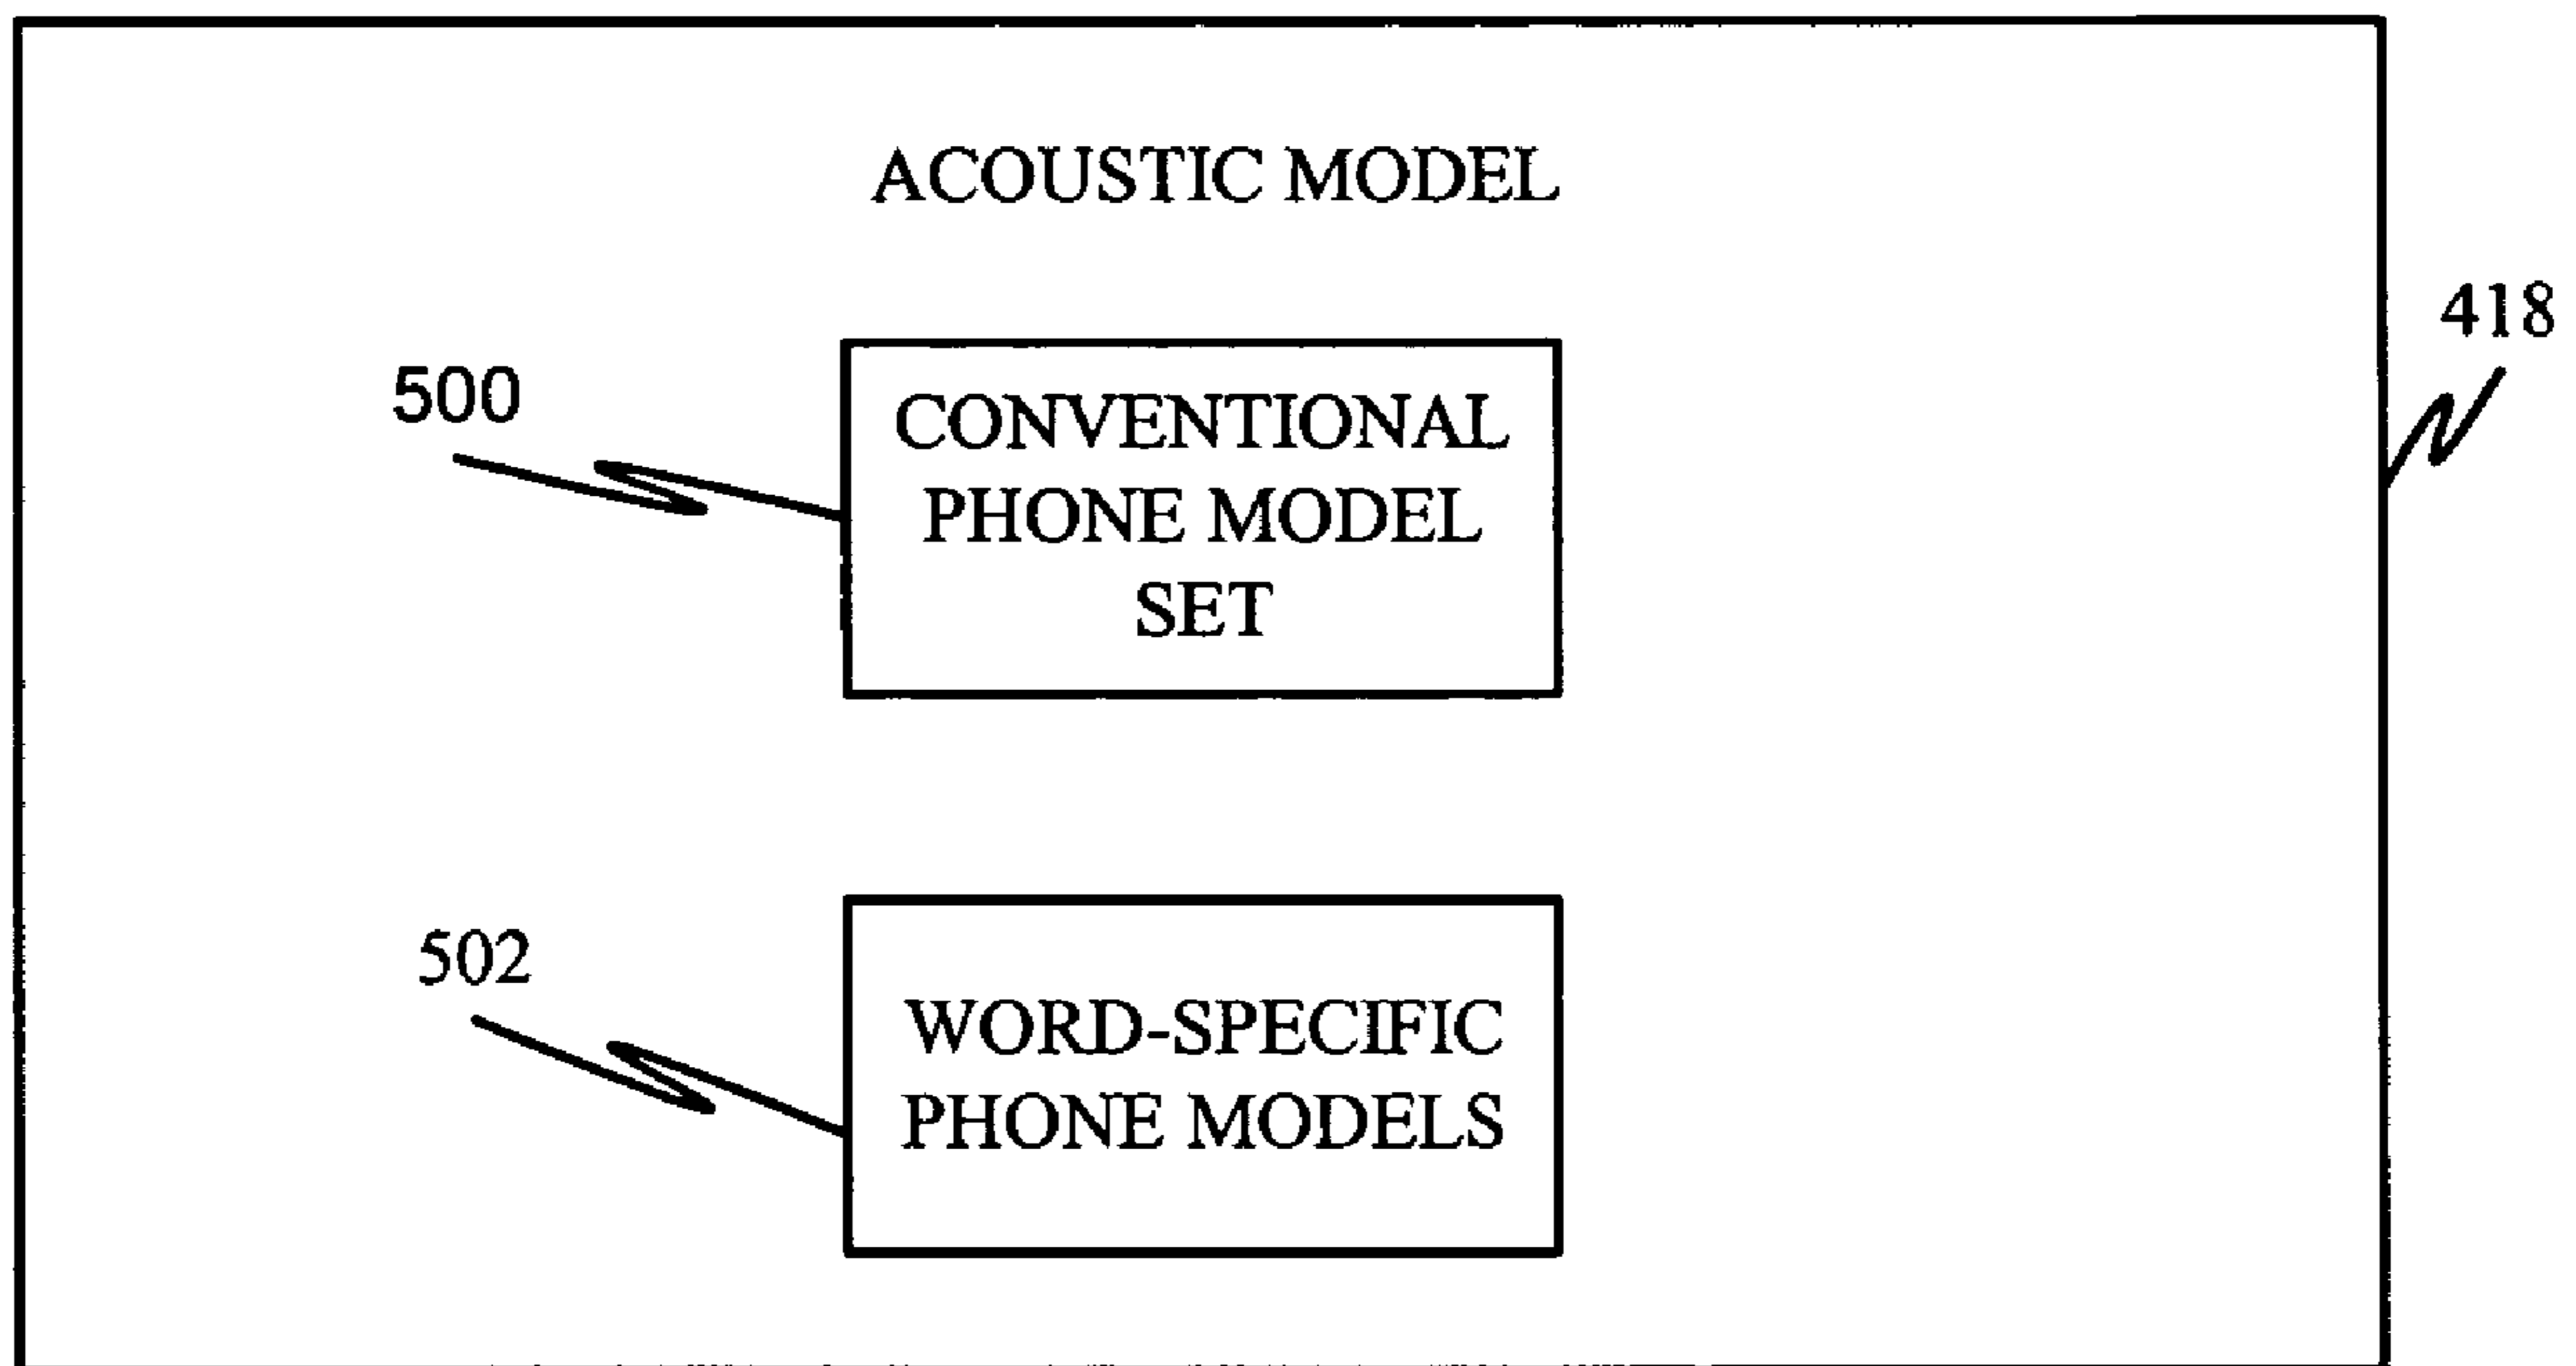 ACOUSTIC MODEL
418
500
CONVENTIONAL
PHONE MODEL
SET
502
WORD-SPECIFIC
PHONE MODELS